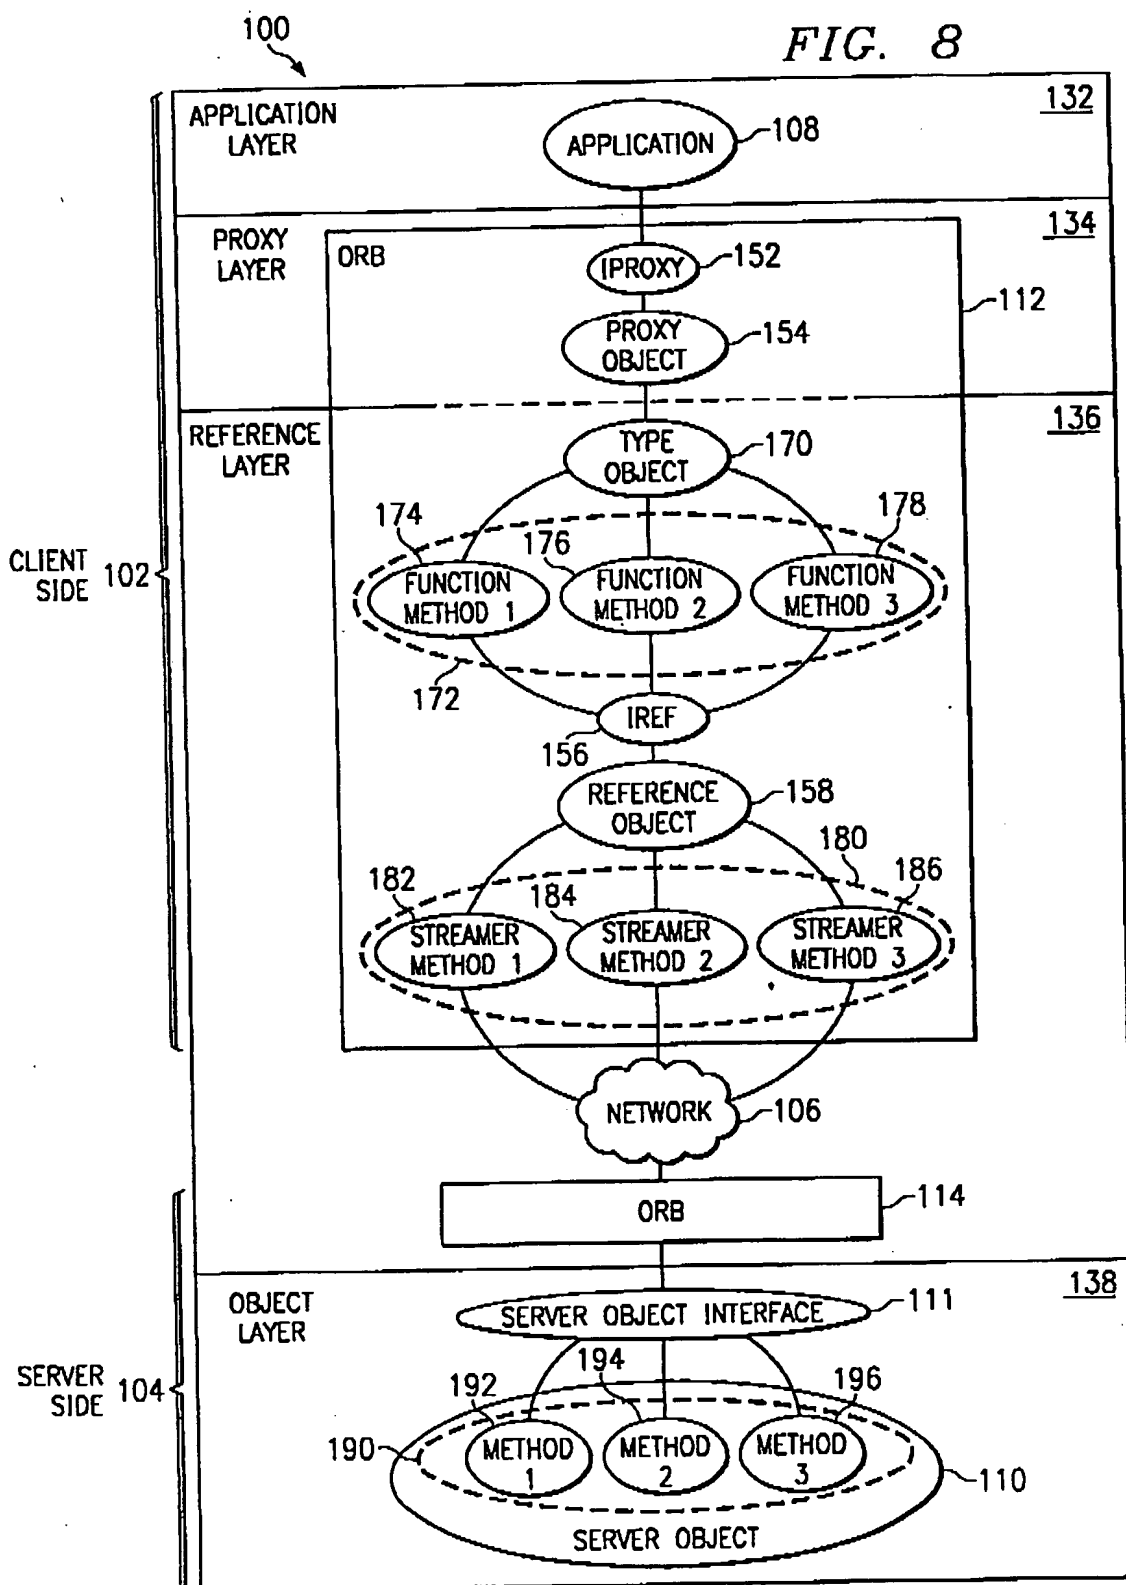 100
FIG. 8
APPLICATION
LAYER
132
APPLICATION
108
PROXY
LAYER
134
ORB
IPROXY
152
112
PROXY
OBJECT
154
REFERENCE
LAYER
136
TYPE
OBJECT
170
174
176
178
FUNCTION
METHOD 1
FUNCTION
METHOD 2
FUNCTION
METHOD 3
CLIENT
SIDE 102
172
IREF
156
REFERENCE
OBJECT
158
180
182
184
186
STREAMER
METHOD 1
STREAMER
METHOD 2
STREAMER
METHOD 3
NETWORK
106
ORB
114
OBJECT
LAYER
138
SERVER OBJECT INTERFACE
111
SERVER
SIDE 104
192
194
196
190
METHOD
1
METHOD
2
METHOD
3
110
SERVER OBJECT